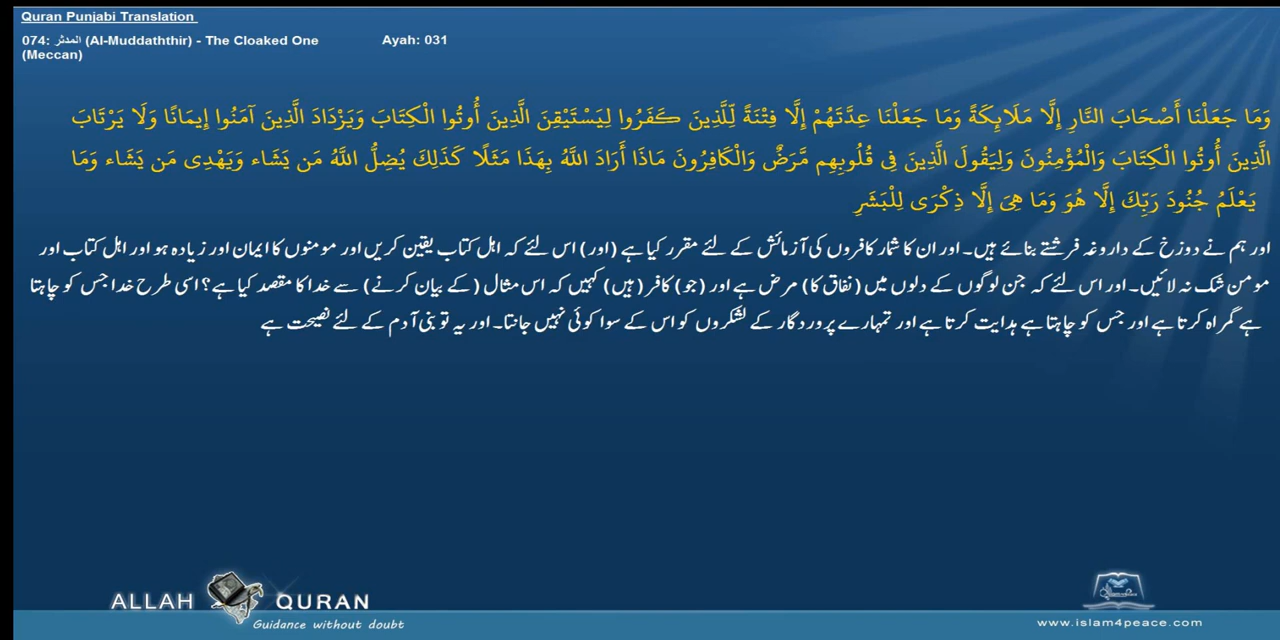 Quran Punjabi Translation
074: المدثر (Al-Muddaththir) - The Cloaked One Ayah: 031
(Meccan)
وَمَا جَعَلْنَا أَصْحَابَ النَّارِ إِلَّا مَلَائِكَةً وَمَا جَعَلْنَا عِدَّتَهُمْ إِلَّا فِتْنَةً لِّلَّذِينَ كَفَرُوا لِيَسْتَيْقِنَ الَّذِينَ أُوتُوا الْكِتَابَ وَيَزْدَادَ الَّذِينَ آمَنُوا إِيمَانًا وَلَا يَرْتَابَ
الَّذِينَ أُوتُوا الْكِتَابَ وَالْمُؤْمِنُونَ وَلِيَقُولَ الَّذِينَ فِي قُلُوبِهِم مَّرَضٌ وَالْكَافِرُونَ مَاذَا أَرَادَ اللَّهُ بِهَذَا مَثَلًا كَذَلِكَ يُضِلُّ اللَّهُ مَن يَشَاء وَيَهْدِي مَن يَشَاء وَمَا
يَعْلَمُ جُنُودَ رَبِّكَ إِلَّا هُوَ وَمَا هِيَ إِلَّا ذِكْرَى لِلْبَشَرِ
اور ہم نے دوزخ کے داروغہ فرشتے بنائے ہیں۔ اور ان کا شمار کافروں کی آزمائش کے لئے مقرر کیا ہے (اور) اس لئے کہ اہل کتاب یقین کریں اور مومنوں کا ایمان اور زیادہ ہو اور اہل کتاب اور
مومن شک نہ لائیں۔ اور اس لئے کہ جن لوگوں کے دلوں میں (نفاق کا) مرض ہے اور (جو) کافر (ہیں) کہیں کہ اس مثال (کے بیان کرنے) سے خدا کا مقصد کیا ہے؟ اسی طرح خدا جس کو چاہتا
ہے گمراہ کرتا ہے اور جس کو چاہتا ہے ہدایت کرتا ہے اور تمہارے پروردگار کے لشکروں کو اس کے سوا کوئی نہیں جانتا۔ اور یہ تو بنی آدم کے لئے نصیحت ہے
ALLAH QURAN
Guidance without doubt
www.islam4peace.com